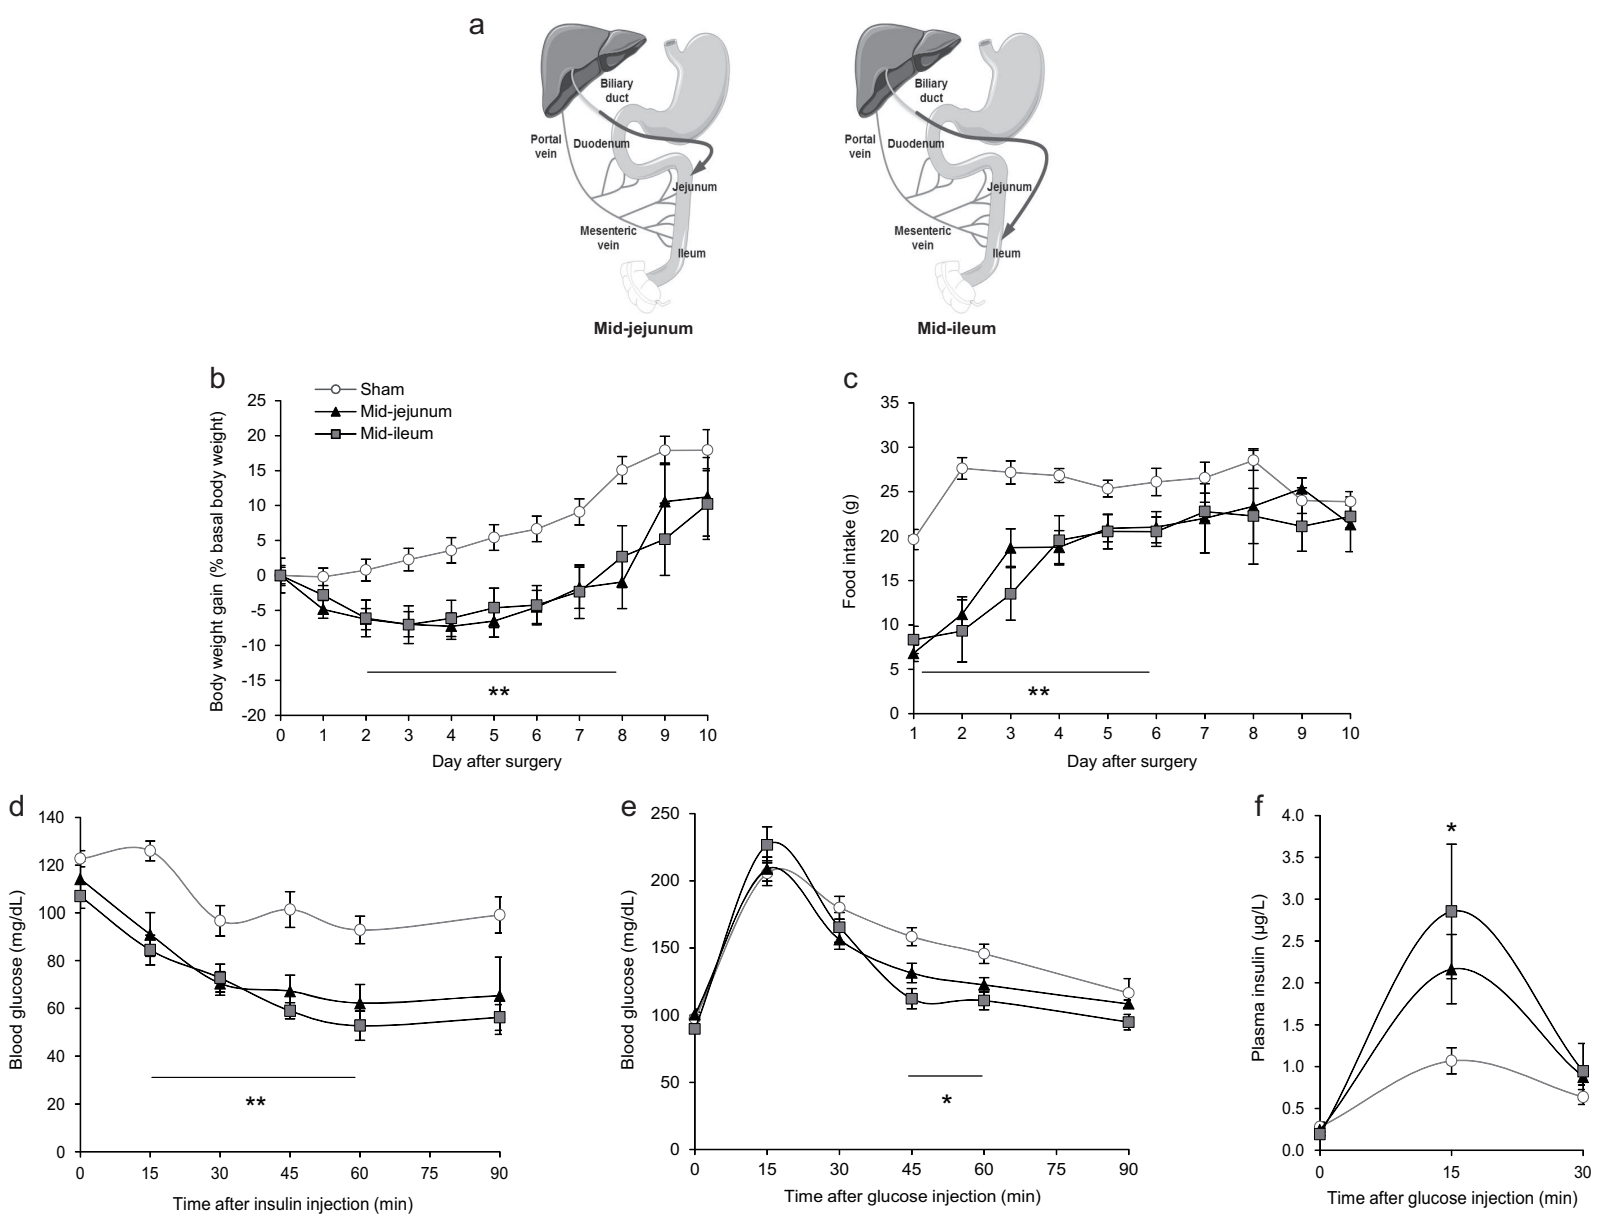 a
Biliary
duct
Portal
vein
Duodenum
Jejunum
Mesenteric
vein
Ileum
Mid-jejunum
Biliary
duct
Portal
vein
Duodenum
Jejunum
Mesenteric
vein
Ileum
Mid-ileum
b
Sham
Mid-jejunum
Mid-ileum
Body weight gain (% basal body weight)
25
20
15
10
5
0
-5
-10
-15
-20
**
0 1 2 3 4 5 6 7 8 9 10
Day after surgery
c
Food intake (g)
35
30
25
20
15
10
5
0
**
1 2 3 4 5 6 7 8 9 10
Day after surgery
d
Blood glucose (mg/dL)
140
120
100
80
60
40
20
0
**
0 15 30 45 60 75 90
Time after insulin injection (min)
e
Blood glucose (mg/dL)
250
200
150
100
50
0
*
0 15 30 45 60 75 90
Time after glucose injection (min)
f
Plasma insulin (µg/L)
4.0
3.5
3.0
2.5
2.0
1.5
1.0
0.5
0.0
*
0 15 30
Time after glucose injection (min)